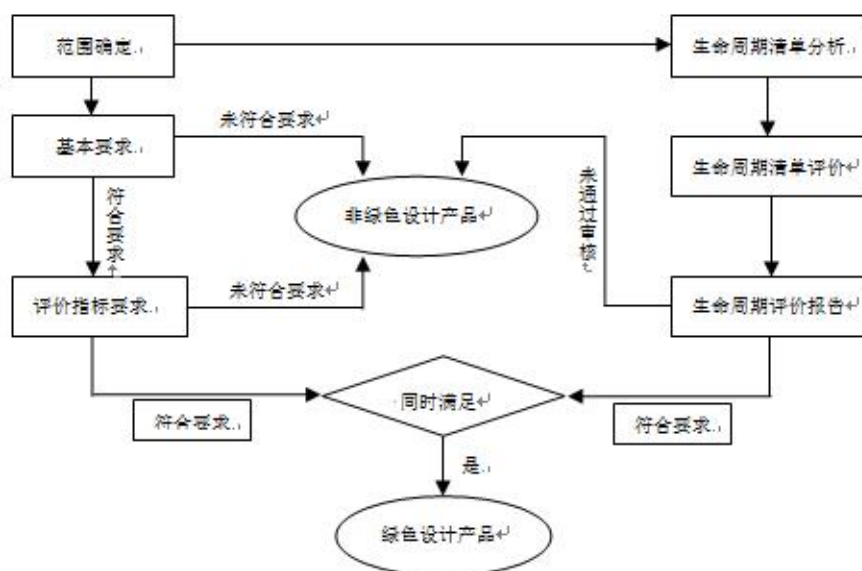 范围确定
生命周期清单分析
基本要求
未符合要求
生命周期清单评价
符合要求
非绿色设计产品
未通过审核
评价指标要求
未符合要求
生命周期评价报告
同时满足
符合要求
符合要求
是
绿色设计产品